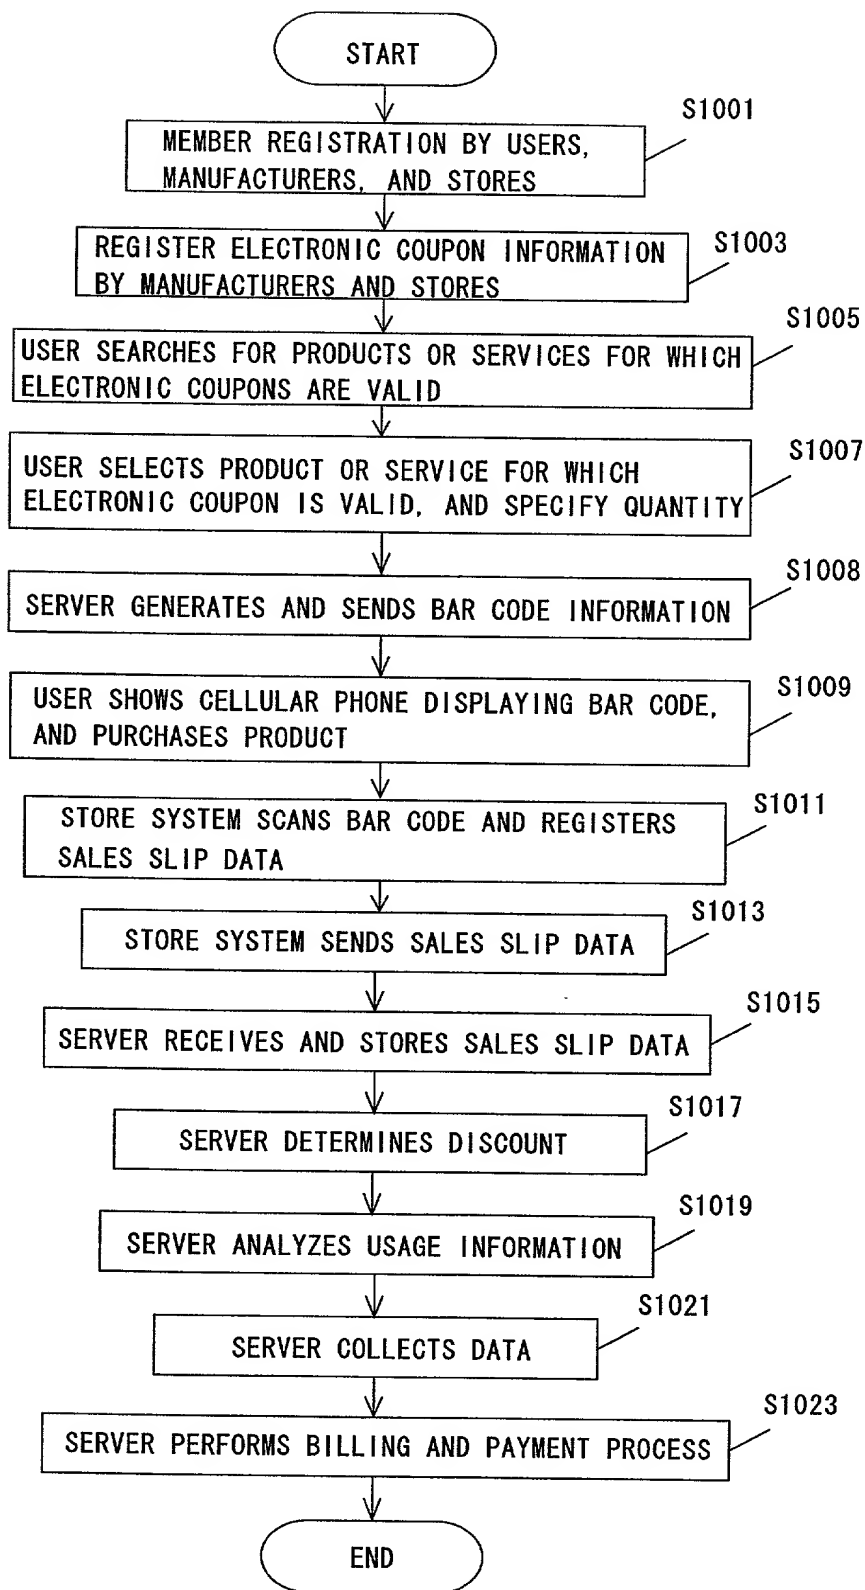 START
S1001
MEMBER REGISTRATION BY USERS,
MANUFACTURERS, AND STORES
S1003
REGISTER ELECTRONIC COUPON INFORMATION
BY MANUFACTURERS AND STORES
S1005
USER SEARCHES FOR PRODUCTS OR SERVICES FOR WHICH
ELECTRONIC COUPONS ARE VALID
S1007
USER SELECTS PRODUCT OR SERVICE FOR WHICH
ELECTRONIC COUPON IS VALID, AND SPECIFY QUANTITY
S1008
SERVER GENERATES AND SENDS BAR CODE INFORMATION
S1009
USER SHOWS CELLULAR PHONE DISPLAYING BAR CODE,
AND PURCHASES PRODUCT
S1011
STORE SYSTEM SCANS BAR CODE AND REGISTERS
SALES SLIP DATA
S1013
STORE SYSTEM SENDS SALES SLIP DATA
S1015
SERVER RECEIVES AND STORES SALES SLIP DATA
S1017
SERVER DETERMINES DISCOUNT
S1019
SERVER ANALYZES USAGE INFORMATION
S1021
SERVER COLLECTS DATA
S1023
SERVER PERFORMS BILLING AND PAYMENT PROCESS
END